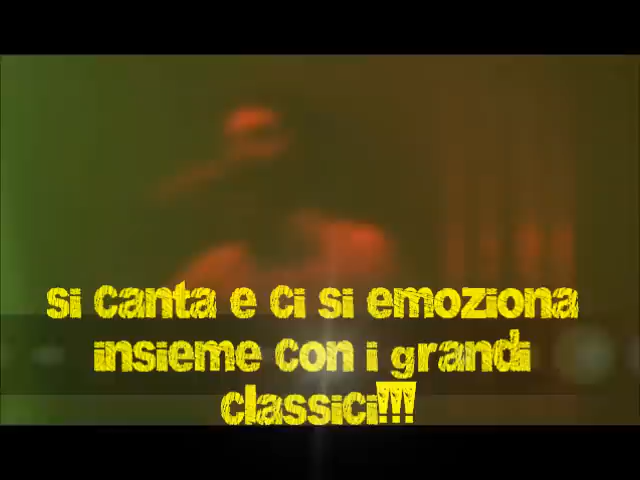 si canta e ci si emoziona
insieme con i grandi
classici!!!